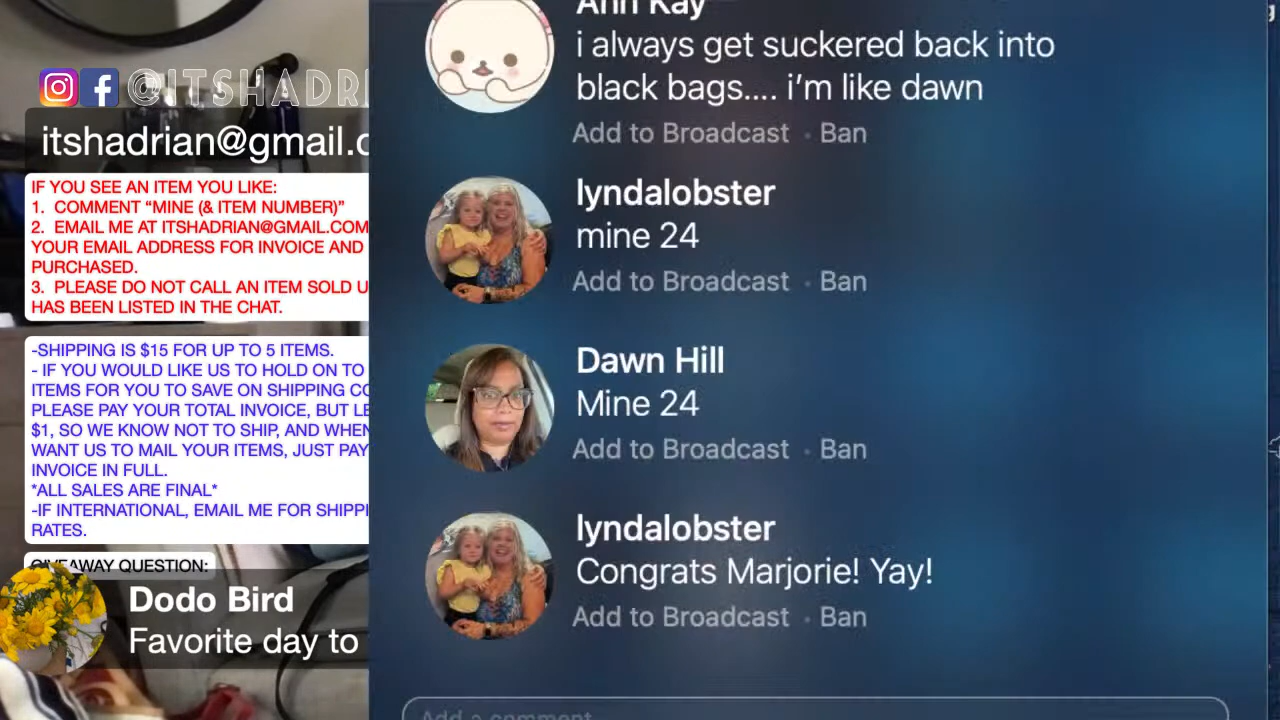 @ITSHADRI
itshadrian@gmail.c
IF YOU SEE AN ITEM YOU LIKE:
1. COMMENT “MINE (& ITEM NUMBER)”
2. EMAIL ME AT ITSHADRIAN@GMAIL.COM
YOUR EMAIL ADDRESS FOR INVOICE AND
PURCHASED.
3. PLEASE DO NOT CALL AN ITEM SOLD U
HAS BEEN LISTED IN THE CHAT.
-SHIPPING IS $15 FOR UP TO 5 ITEMS.
- IF YOU WOULD LIKE US TO HOLD ON TO
ITEMS FOR YOU TO SAVE ON SHIPPING CO
PLEASE PAY YOUR TOTAL INVOICE, BUT LE
$1, SO WE KNOW NOT TO SHIP, AND WHEN
WANT US TO MAIL YOUR ITEMS, JUST PAY
INVOICE IN FULL.
*ALL SALES ARE FINAL*
-IF INTERNATIONAL, EMAIL ME FOR SHIPPI
RATES.
GIVEAWAY QUESTION:
Dodo Bird
Favorite day to
Ann Kay
i always get suckered back into
black bags.... i’m like dawn
Add to Broadcast · Ban
lyndalobster
mine 24
Add to Broadcast · Ban
Dawn Hill
Mine 24
Add to Broadcast · Ban
lyndalobster
Congrats Marjorie! Yay!
Add to Broadcast · Ban
Add a comment